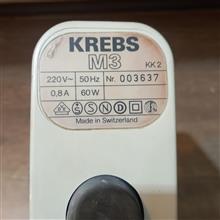 KREBS
M3 KK2
220V~ 50Hz Nr. 003637
0,8A 60W
Made in Switzerland